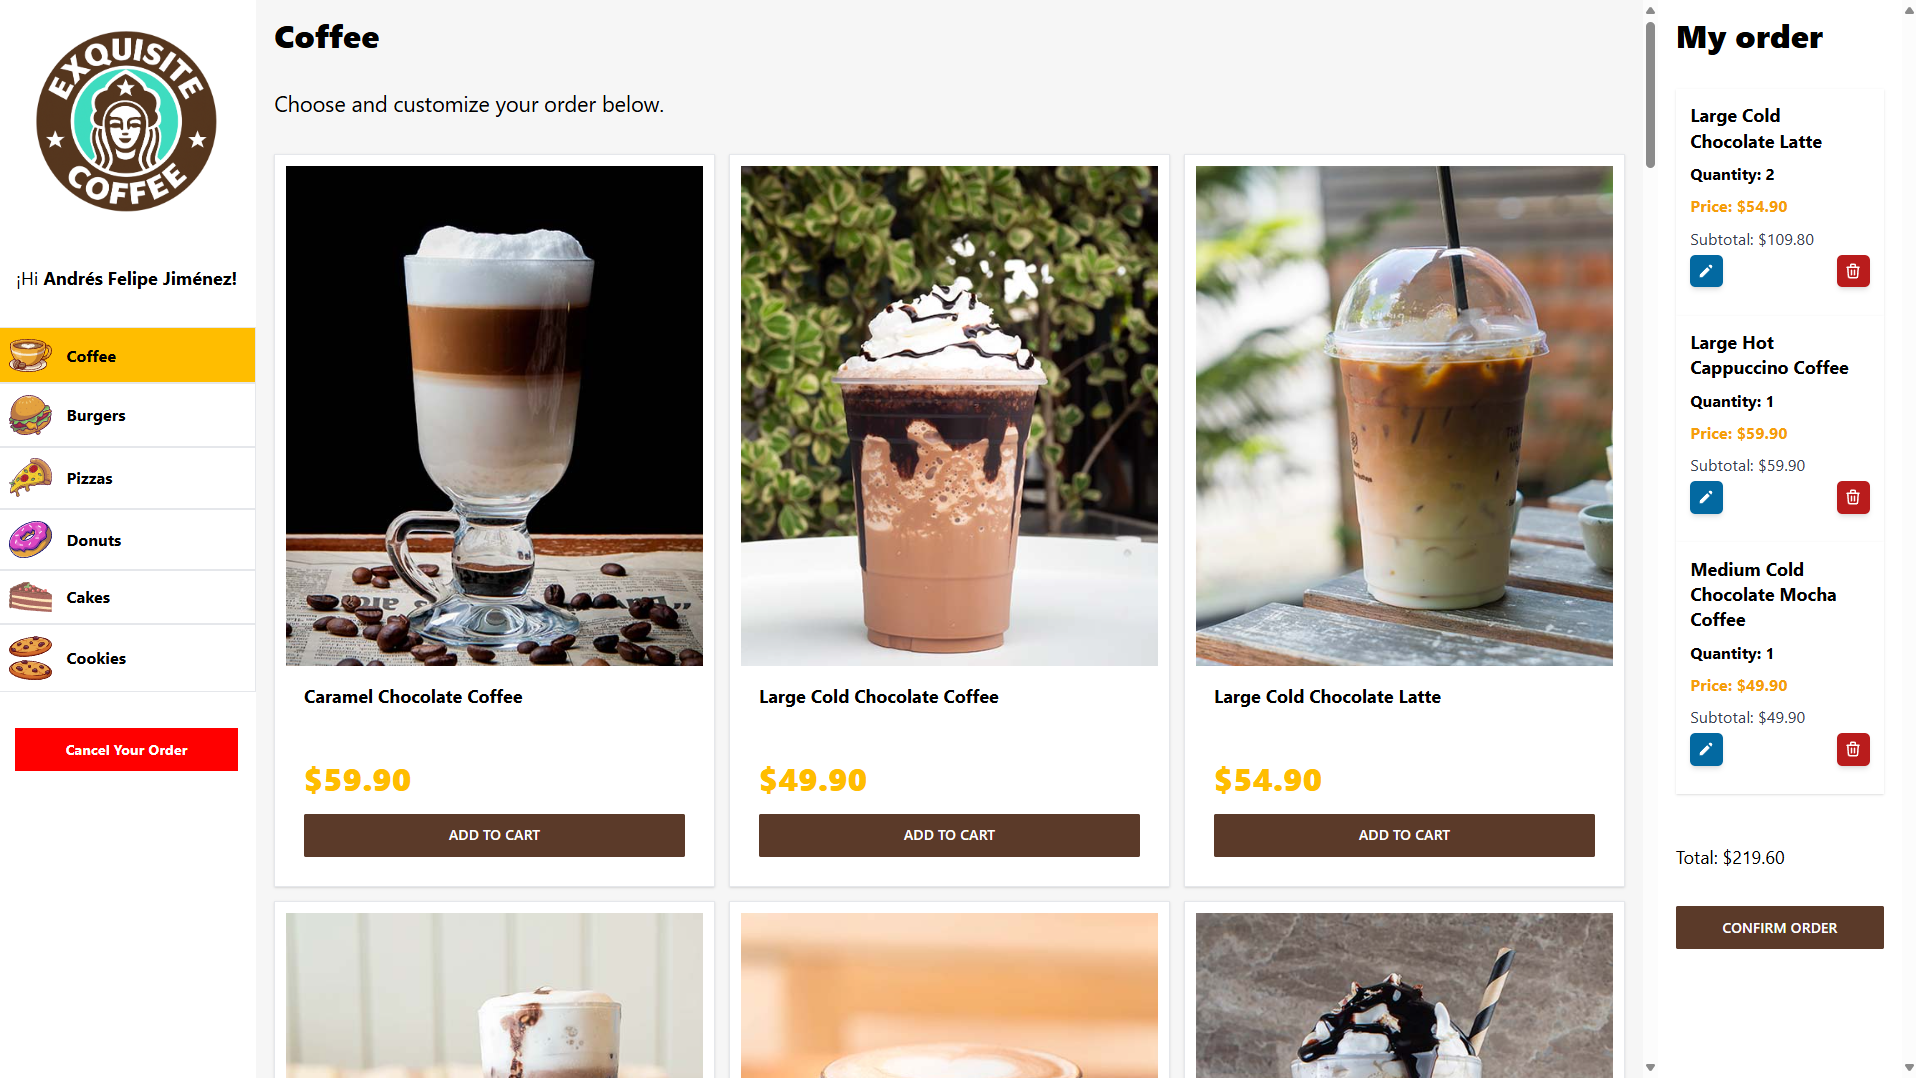 EXQUISITE
COFFEE
¡Hi Andrés Felipe Jiménez!
Coffee
Burgers
Pizzas
Donuts
Cakes
Cookies
Cancel Your Order
Coffee
Choose and customize your order below.
Caramel Chocolate Coffee
$59.90
ADD TO CART
Large Cold Chocolate Coffee
$49.90
ADD TO CART
Large Cold Chocolate Latte
$54.90
ADD TO CART
My order
Large Cold
Chocolate Latte
Quantity: 2
Price: $54.90
Subtotal: $109.80
Large Hot
Cappuccino Coffee
Quantity: 1
Price: $59.90
Subtotal: $59.90
Medium Cold
Chocolate Mocha
Coffee
Quantity: 1
Price: $49.90
Subtotal: $49.90
Total: $219.60
CONFIRM ORDER